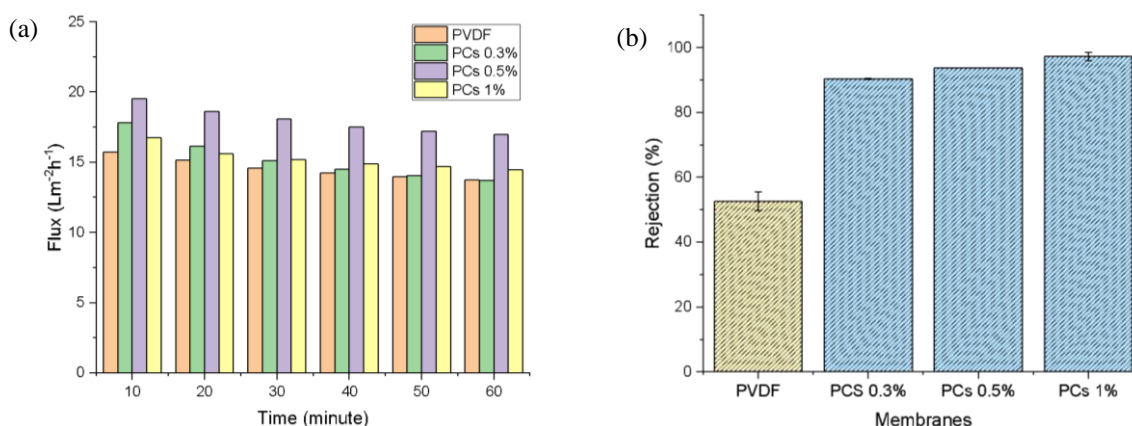 (a)
25
20
15
10
5
0
Flux (Lm⁻²h⁻¹)
PVDF
PCs 0.3%
PCs 0.5%
PCs 1%
10 20 30 40 50 60
Time (minute)
(b)
100
80
60
40
20
0
Rejection (%)
PVDF PCS 0.3% PCs 0.5% PCs 1%
Membranes